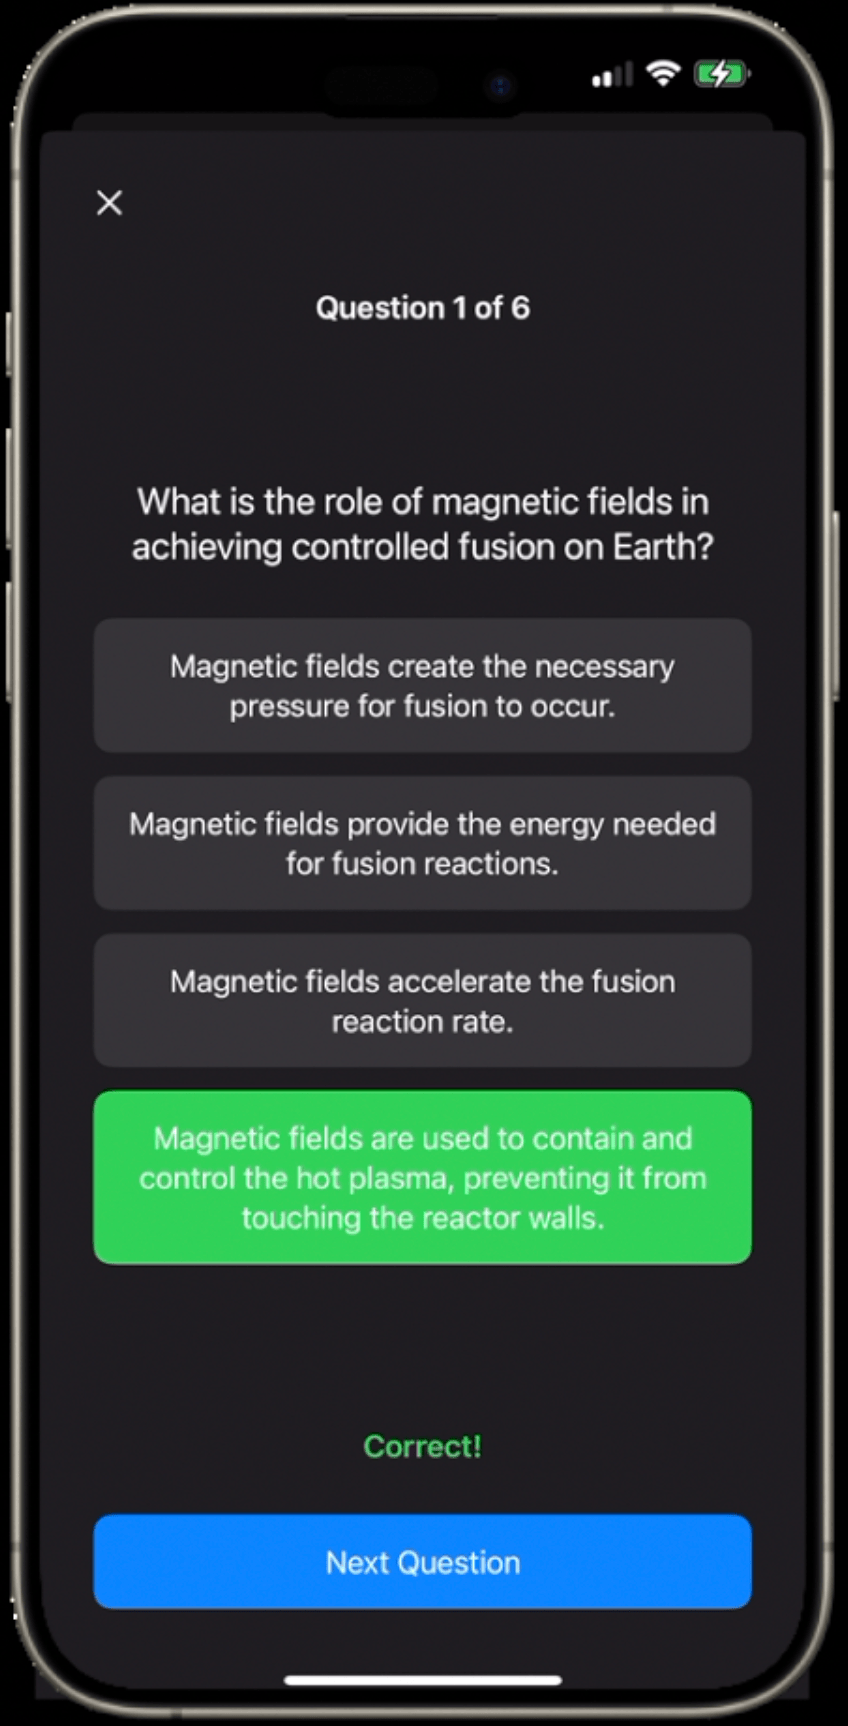 Question 1 of 6
What is the role of magnetic fields in
achieving controlled fusion on Earth?
Magnetic fields create the necessary
pressure for fusion to occur.
Magnetic fields provide the energy needed
for fusion reactions.
Magnetic fields accelerate the fusion
reaction rate.
Magnetic fields are used to contain and
control the hot plasma, preventing it from
touching the reactor walls.
Correct!
Next Question